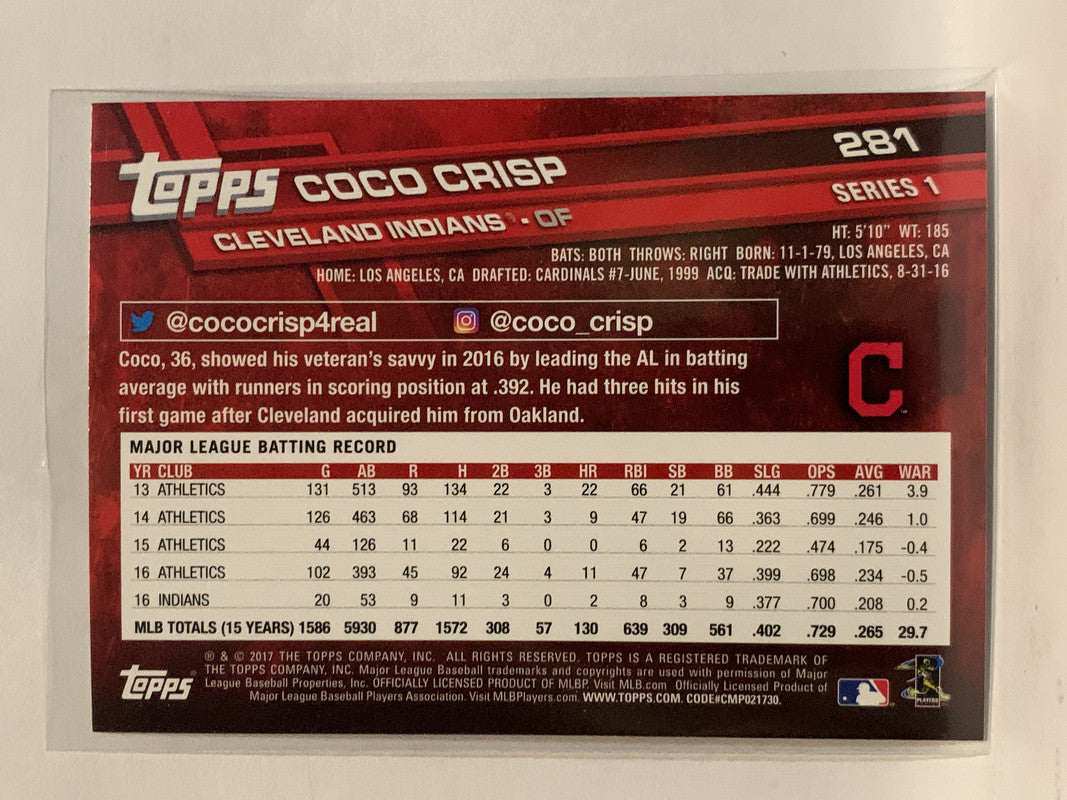 TOPPS COCO CRISP 281
CLEVELAND INDIANS - OF SERIES 1
HT: 5'10" WT: 185
BATS: BOTH THROWS: RIGHT BORN: 11-1-79, LOS ANGELES, CA
HOME: LOS ANGELES, CA DRAFTED: CARDINALS #7-JUNE, 1999 ACQ: TRADE WITH ATHLETICS, 8-31-16
@cococrisp4real @coco_crisp
Coco, 36, showed his veteran's savvy in 2016 by leading the AL in batting
average with runners in scoring position at .392. He had three hits in his
first game after Cleveland acquired him from Oakland.
C
MAJOR LEAGUE BATTING RECORD
YR CLUB G AB R H 2B 3B HR RBI SB BB SLG OPS AVG WAR
13 ATHLETICS 131 513 93 134 22 3 22 66 21 61 .444 .779 .261 3.9
14 ATHLETICS 126 463 68 114 21 3 9 47 19 66 .363 .699 .246 1.0
15 ATHLETICS 44 126 11 22 6 0 0 6 2 13 .222 .474 .175 -0.4
16 ATHLETICS 102 393 45 92 24 4 11 47 7 37 .399 .698 .234 -0.5
16 INDIANS 20 53 9 11 3 0 2 8 3 9 .377 .700 .208 0.2
MLB TOTALS (15 YEARS) 1586 5930 877 1572 308 57 130 639 309 561 .402 .729 .265 29.7
TOPPS
® & © 2017 THE TOPPS COMPANY, INC. ALL RIGHTS RESERVED. TOPPS IS A REGISTERED TRADEMARK OF
THE TOPPS COMPANY, INC. Major League Baseball trademarks and copyrights are used with permission of Major
League Baseball Properties, Inc. OFFICIALLY LICENSED PRODUCT OF MLBP. Visit MLB.com Officially Licensed Product of
Major League Baseball Players Association. Visit MLBPlayers.com. WWW.TOPPS.COM. CODE#CMP021730.
PLAYERS